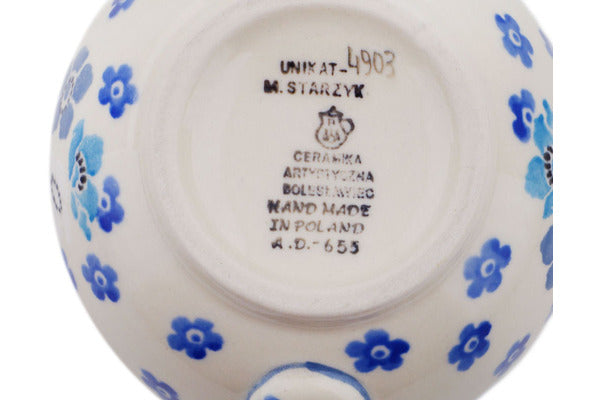 UNIKAT-4903
M. STARZYK
CERAMIKA
ARTYSTYCZNA
BOLESŁAWIEC
HAND MADE
IN POLAND
A.D.-655